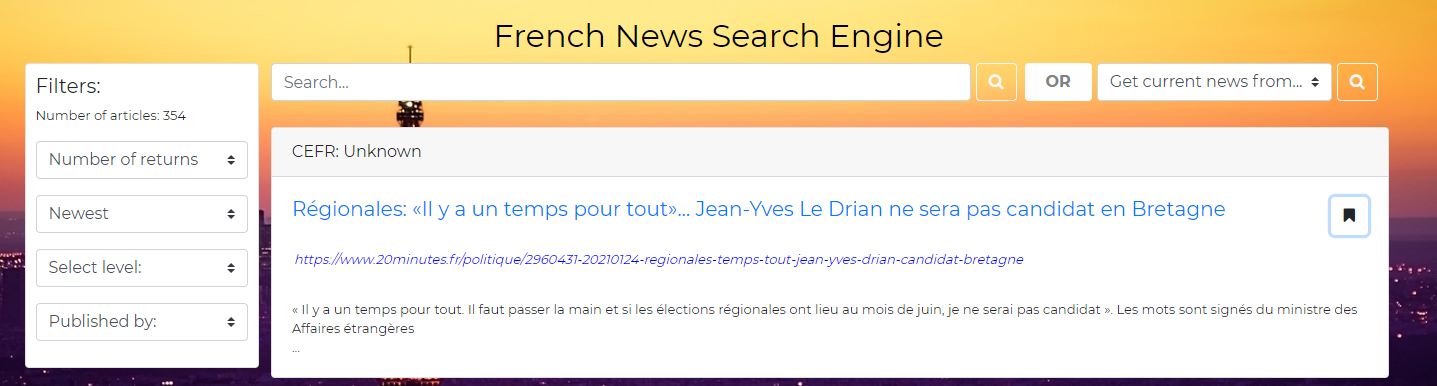 French News Search Engine
Filters:
Number of articles: 354
Number of returns
Newest
Select level:
Published by:
Search...
OR
Get current news from...
CEFR: Unknown
Régionales: «Il y a un temps pour tout»... Jean-Yves Le Drian ne sera pas candidat en Bretagne
https://www.20minutes.fr/politique/2960431-20210124-regionales-temps-tout-jean-yves-drian-candidat-bretagne
« Il y a un temps pour tout. Il faut passer la main et si les élections régionales ont lieu au mois de juin, je ne serai pas candidat ». Les mots sont signés du ministre des
Affaires étrangères
...